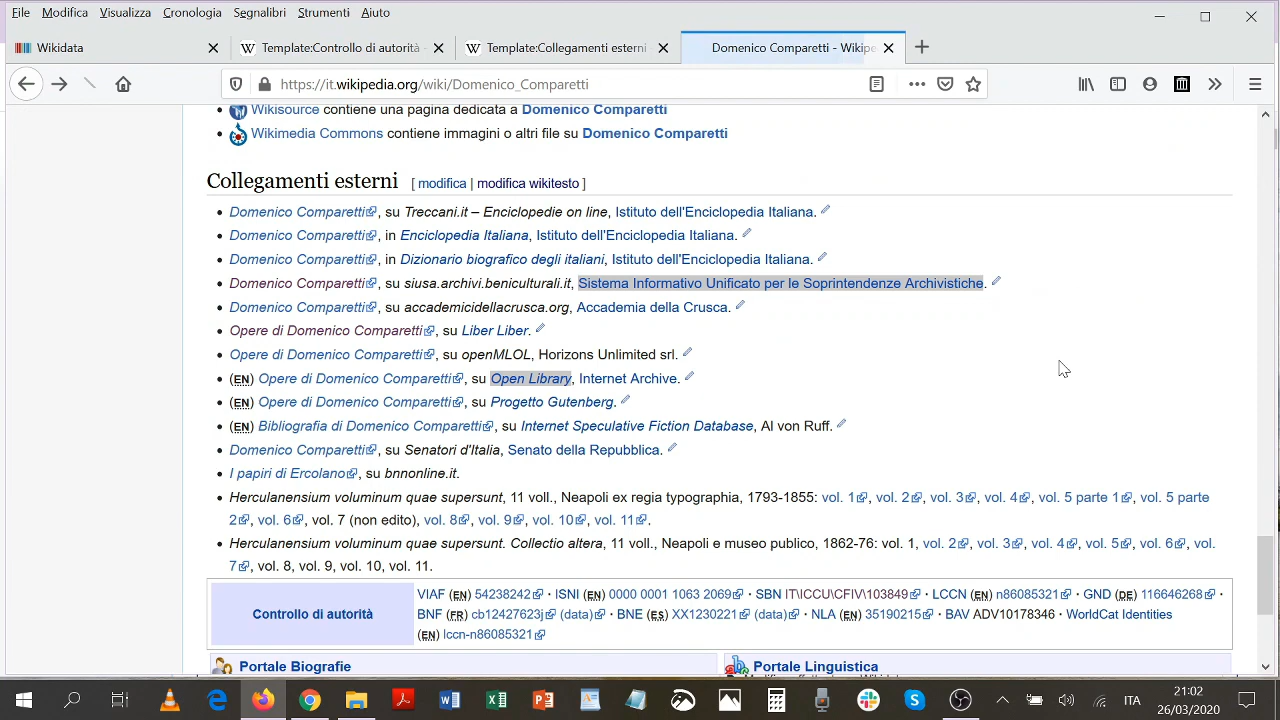 File Modifica Visualizza Cronologia Segnalibri Strumenti Aiuto
Wikidata Template:Controllo di autorità - Template:Collegamenti esterni - Domenico Comparetti - Wikipe
https://it.wikipedia.org/wiki/Domenico_Comparetti
Wikisource contiene una pagina dedicata a Domenico Comparetti
Wikimedia Commons contiene immagini o altri file su Domenico Comparetti
Collegamenti esterni [ modifica | modifica wikitesto ]
Domenico Comparetti, su Treccani.it – Enciclopedie on line, Istituto dell'Enciclopedia Italiana.
Domenico Comparetti, in Enciclopedia Italiana, Istituto dell'Enciclopedia Italiana.
Domenico Comparetti, in Dizionario biografico degli italiani, Istituto dell'Enciclopedia Italiana.
Domenico Comparetti, su siusa.archivi.beniculturali.it, Sistema Informativo Unificato per le Soprintendenze Archivistiche.
Domenico Comparetti, su accademicidellacrusca.org, Accademia della Crusca.
Opere di Domenico Comparetti, su Liber Liber.
Opere di Domenico Comparetti, su openMLOL, Horizons Unlimited srl.
(EN) Opere di Domenico Comparetti, su Open Library, Internet Archive.
(EN) Opere di Domenico Comparetti, su Progetto Gutenberg.
(EN) Bibliografia di Domenico Comparetti, su Internet Speculative Fiction Database, Al von Ruff.
Domenico Comparetti, su Senatori d'Italia, Senato della Repubblica.
I papiri di Ercolano, su bnnonline.it.
Herculanensium voluminum quae supersunt, 11 voll., Neapoli ex regia typographia, 1793-1855: vol. 1, vol. 2, vol. 3, vol. 4, vol. 5 parte 1, vol. 5 parte
2, vol. 6, vol. 7 (non edito), vol. 8, vol. 9, vol. 10, vol. 11.
Herculanensium voluminum quae supersunt. Collectio altera, 11 voll., Neapoli e museo publico, 1862-76: vol. 1, vol. 2, vol. 3, vol. 4, vol. 5, vol. 6, vol.
7, vol. 8, vol. 9, vol. 10, vol. 11.
Controllo di autorità
VIAF (EN) 54238242 · ISNI (EN) 0000 0001 1063 2069 · SBN IT\ICCU\CFIV\103849 · LCCN (EN) n86085321 · GND (DE) 116646268 ·
BNF (FR) cb12427623j (data) · BNE (ES) XX1230221 (data) · NLA (EN) 35190215 · BAV ADV10178346 · WorldCat Identities
(EN) lccn-n86085321
Portale Biografie Portale Linguistica
ITA
21:02
26/03/2020